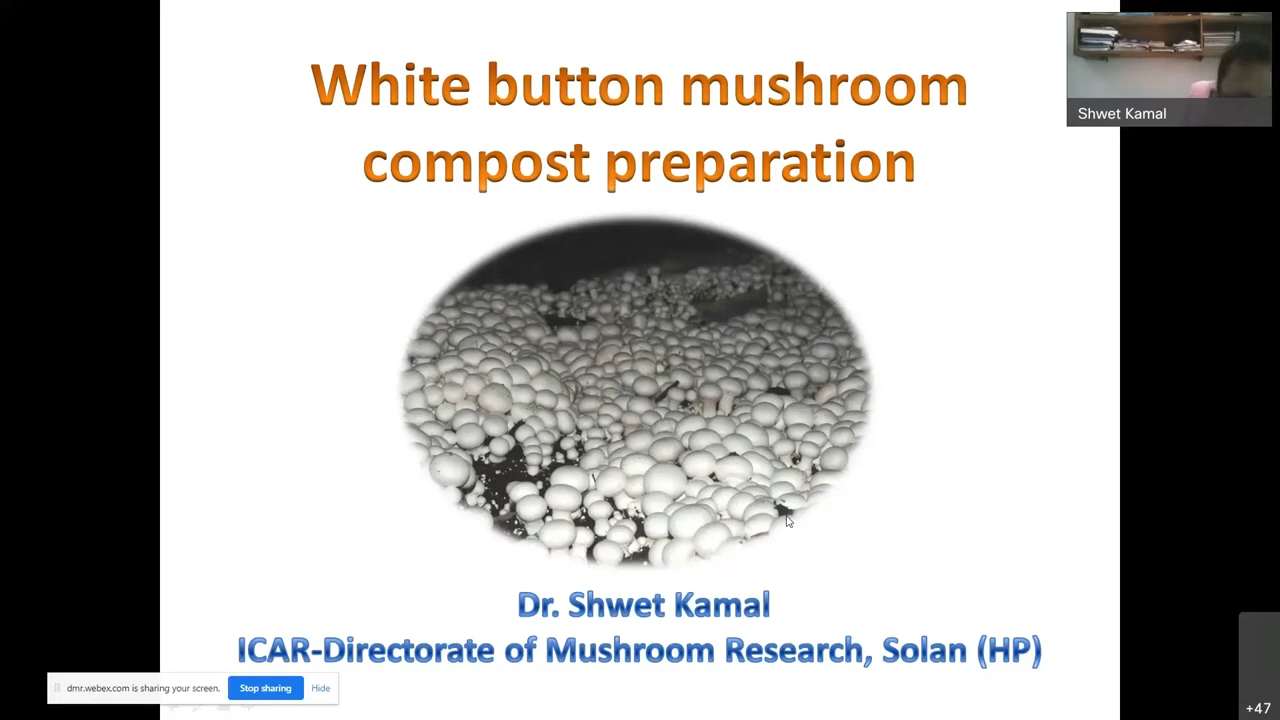 White button mushroom
compost preparation
Shwet Kamal
Dr. Shwet Kamal
ICAR-Directorate of Mushroom Research, Solan (HP)
dmr.webex.com is sharing your screen.
Stop sharing
Hide
+47